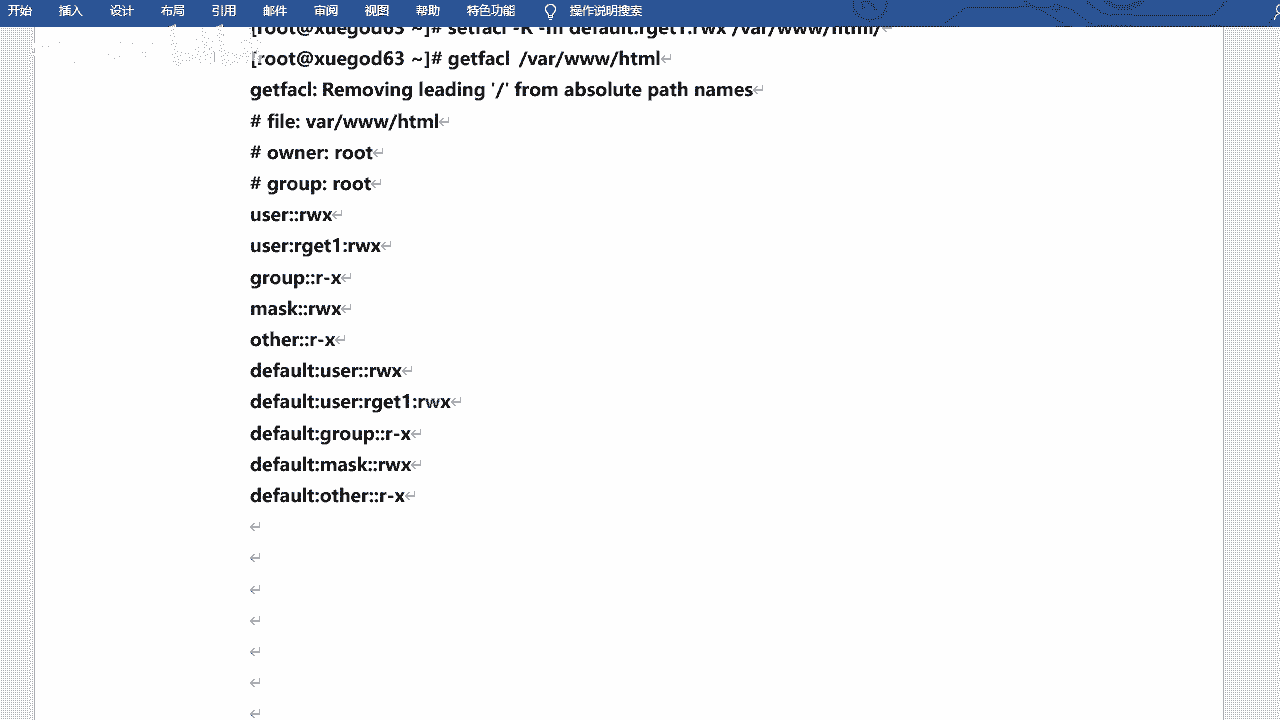 开始 插入 设计 布局 引用 邮件 审阅 视图 帮助 特色功能 操作说明搜索
[root@xuegod63 ~]# setfacl -R -m default:rget1:rwx /var/www/html/
[root@xuegod63 ~]# getfacl /var/www/html
getfacl: Removing leading '/' from absolute path names
# file: var/www/html
# owner: root
# group: root
user::rwx
user:rget1:rwx
group::r-x
mask::rwx
other::r-x
default:user::rwx
default:user:rget1:rwx
default:group::r-x
default:mask::rwx
default:other::r-x